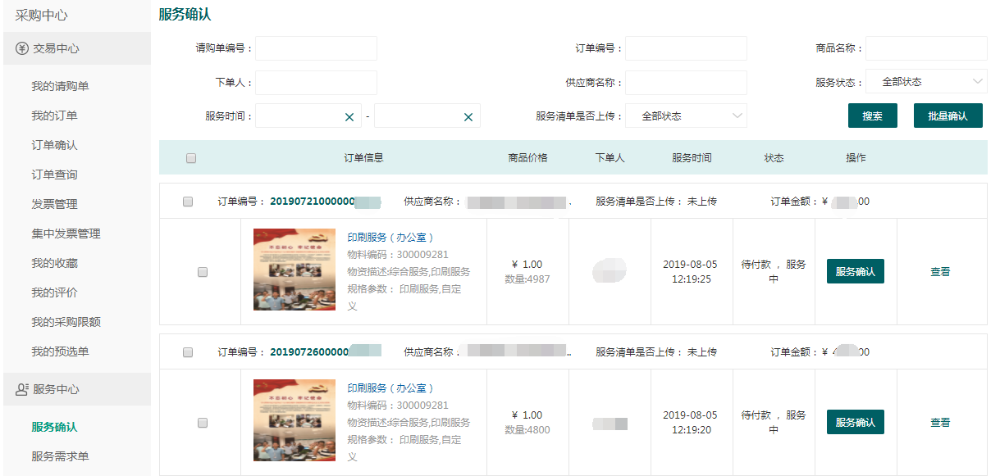 采购中心
交易中心
我的请购单
我的订单
订单确认
订单查询
发票管理
集中发票管理
我的收藏
我的评价
我的采购限额
我的预选单
服务中心
服务确认
服务需求单
服务确认
请购单编号： 订单编号： 商品名称：
下单人： 供应商名称： 服务状态： 全部状态
服务时间： - 服务清单是否上传： 全部状态 搜索 批量确认
订单信息 商品价格 下单人 服务时间 状态 操作
订单编号： 20190721000000 供应商名称： 服务清单是否上传： 未上传 订单金额：￥ 00
印刷服务（办公室）
物料编码：300009281
物资描述:综合服务,印刷服务
规格参数： 印刷服务,自定
义
￥ 1.00
数量:4987
2019-08-05
12:19:25
待付款 ， 服务
中
服务确认
查看
不忘初心 牢记使命
订单编号： 2019072600000 供应商名称： 服务清单是否上传： 未上传 订单金额：￥ 00
印刷服务（办公室）
物料编码：300009281
物资描述:综合服务,印刷服务
规格参数： 印刷服务,自定
义
￥ 1.00
数量:4800
2019-08-05
12:19:20
待付款 ， 服务
中
服务确认
查看
不忘初心 牢记使命